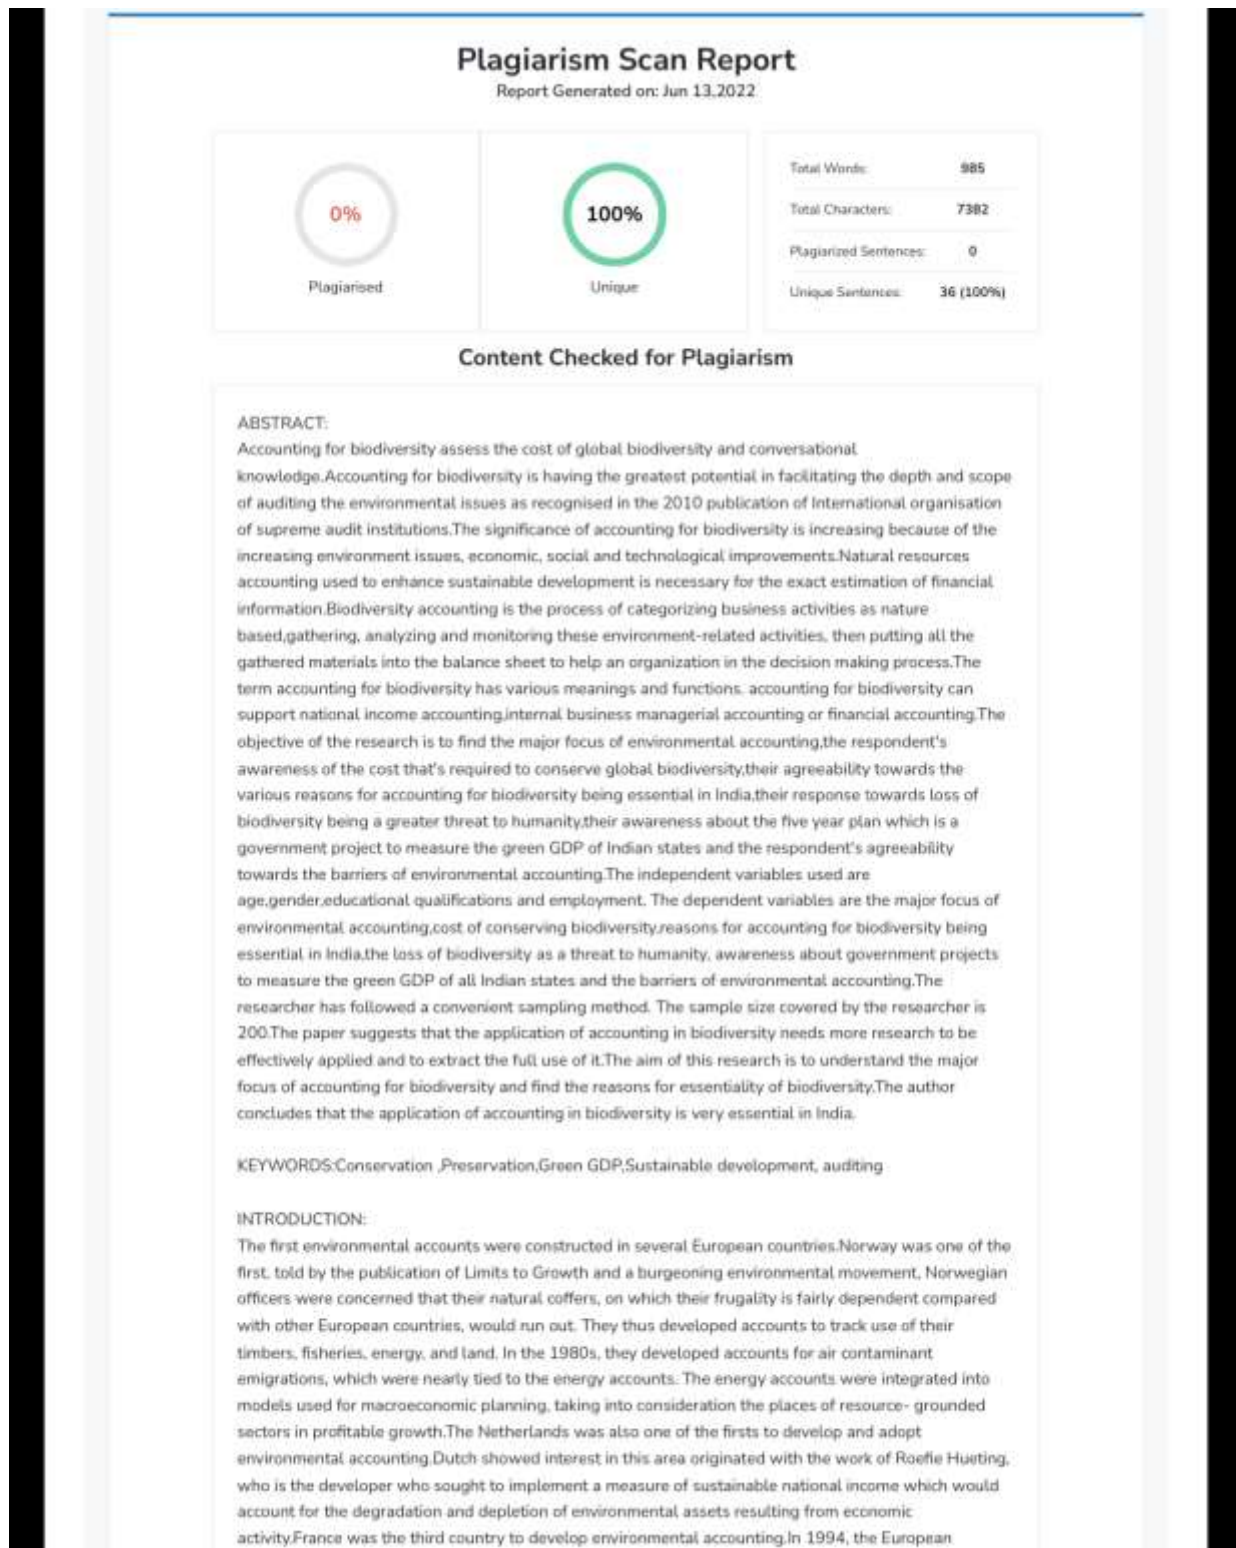 Plagiarism Scan Report
Report Generated on: Jun 13,2022
0%
Plagiarised
100%
Unique
Total Words: 985
Total Characters: 7382
Plagiarized Sentences: 0
Unique Sentences: 36 (100%)
Content Checked for Plagiarism
ABSTRACT:
Accounting for biodiversity assess the cost of global biodiversity and conversational
knowledge.Accounting for biodiversity is having the greatest potential in facilitating the depth and scope
of auditing the environmental issues as recognised in the 2010 publication of International organisation
of supreme audit institutions.The significance of accounting for biodiversity is increasing because of the
increasing environment issues, economic, social and technological improvements.Natural resources
accounting used to enhance sustainable development is necessary for the exact estimation of financial
information.Biodiversity accounting is the process of categorizing business activities as nature
based,gathering, analyzing and monitoring these environment-related activities, then putting all the
gathered materials into the balance sheet to help an organization in the decision making process.The
term accounting for biodiversity has various meanings and functions. accounting for biodiversity can
support national income accounting,internal business managerial accounting or financial accounting.The
objective of the research is to find the major focus of environmental accounting,the respondent's
awareness of the cost that's required to conserve global biodiversity,their agreeability towards the
various reasons for accounting for biodiversity being essential in India,their response towards loss of
biodiversity being a greater threat to humanity,their awareness about the five year plan which is a
government project to measure the green GDP of Indian states and the respondent's agreeability
towards the barriers of environmental accounting.The independent variables used are
age,gender,educational qualifications and employment. The dependent variables are the major focus of
environmental accounting,cost of conserving biodiversity,reasons for accounting for biodiversity being
essential in India,the loss of biodiversity as a threat to humanity, awareness about government projects
to measure the green GDP of all Indian states and the barriers of environmental accounting.The
researcher has followed a convenient sampling method. The sample size covered by the researcher is
200.The paper suggests that the application of accounting in biodiversity needs more research to be
effectively applied and to extract the full use of it.The aim of this research is to understand the major
focus of accounting for biodiversity and find the reasons for essentiality of biodiversity.The author
concludes that the application of accounting in biodiversity is very essential in India.
KEYWORDS:Conservation ,Preservation,Green GDP,Sustainable development, auditing
INTRODUCTION:
The first environmental accounts were constructed in several European countries.Norway was one of the
first, told by the publication of Limits to Growth and a burgeoning environmental movement, Norwegian
officers were concerned that their natural coffers, on which their frugality is fairly dependent compared
with other European countries, would run out. They thus developed accounts to track use of their
timbers, fisheries, energy, and land. In the 1980s, they developed accounts for air contaminant
emigrations, which were nearly tied to the energy accounts. The energy accounts were integrated into
models used for macroeconomic planning, taking into consideration the places of resource- grounded
sectors in profitable growth.The Netherlands was also one of the firsts to develop and adopt
environmental accounting.Dutch showed interest in this area originated with the work of Roefie Hueting,
who is the developer who sought to implement a measure of sustainable national income which would
account for the degradation and depletion of environmental assets resulting from economic
activity.France was the third country to develop environmental accounting.In 1994, the European